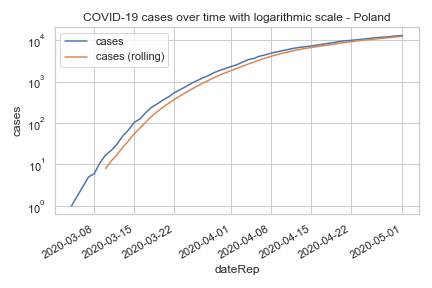 COVID-19 cases over time with logarithmic scale - Poland
cases
cases (rolling)
10⁴
10³
10²
10¹
10⁰
cases
2020-03-08
2020-03-15
2020-03-22
2020-04-01
2020-04-08
2020-04-15
2020-04-22
2020-05-01
dateRep